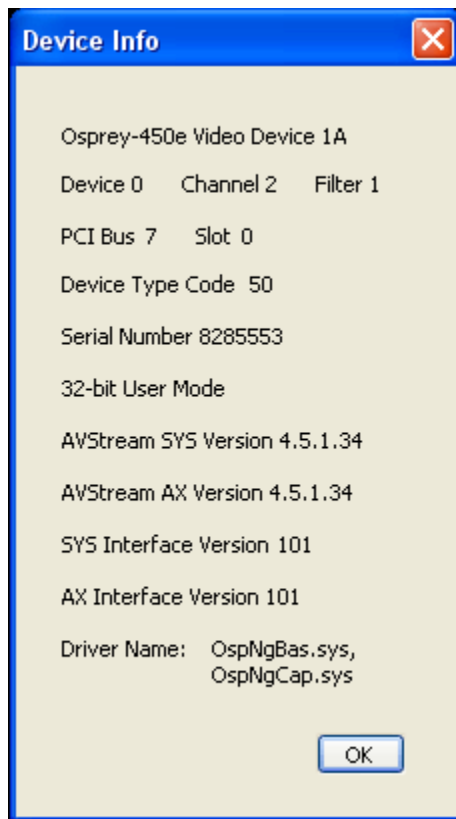 Device Info
Osprey-450e Video Device 1A
Device 0 Channel 2 Filter 1
PCI Bus 7 Slot 0
Device Type Code 50
Serial Number 8285553
32-bit User Mode
AVStream SYS Version 4.5.1.34
AVStream AX Version 4.5.1.34
SYS Interface Version 101
AX Interface Version 101
Driver Name: OspNgBas.sys,
OspNgCap.sys
OK